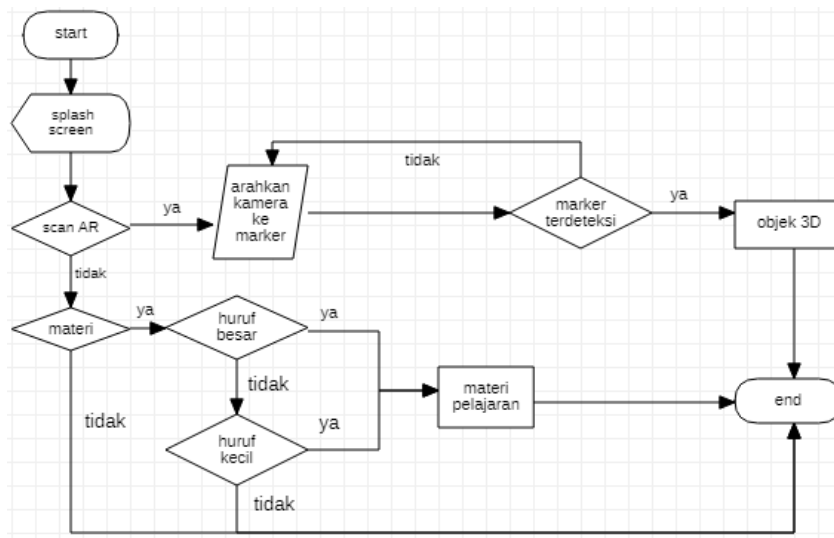 start
splash
screen
tidak
arahkan
kamera
ke
marker
marker
terdeteksi
ya
objek 3D
scan AR
ya
tidak
materi
ya
huruf
besar
ya
tidak
materi
pelajaran
end
tidak
huruf
kecil
ya
tidak